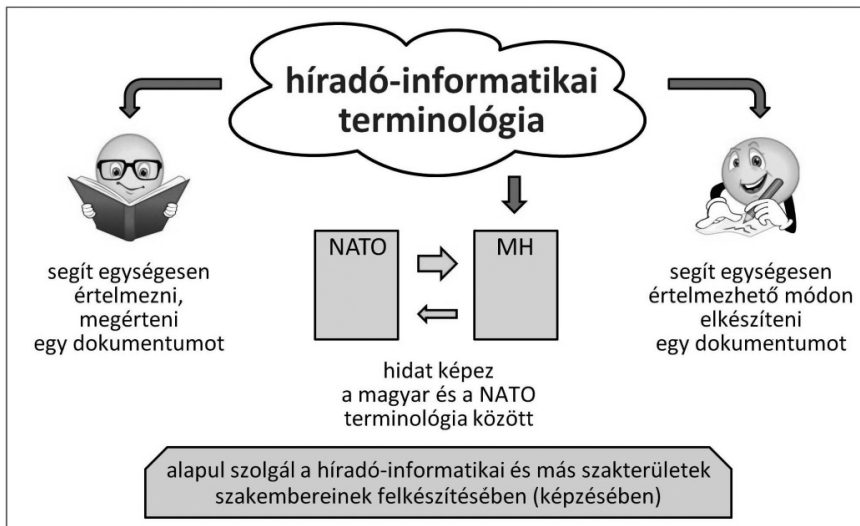 híradó-informatikai
terminológia
segít egységesen
értelmezni,
megérteni
egy dokumentumot
NATO
MH
hidat képez
a magyar és a NATO
terminológia között
segít egységesen
értelmezhető módon
elkészíteni
egy dokumentumot
alapul szolgál a híradó-informatikai és más szakterületek
szakembereinek felkészítésében (képzésében)